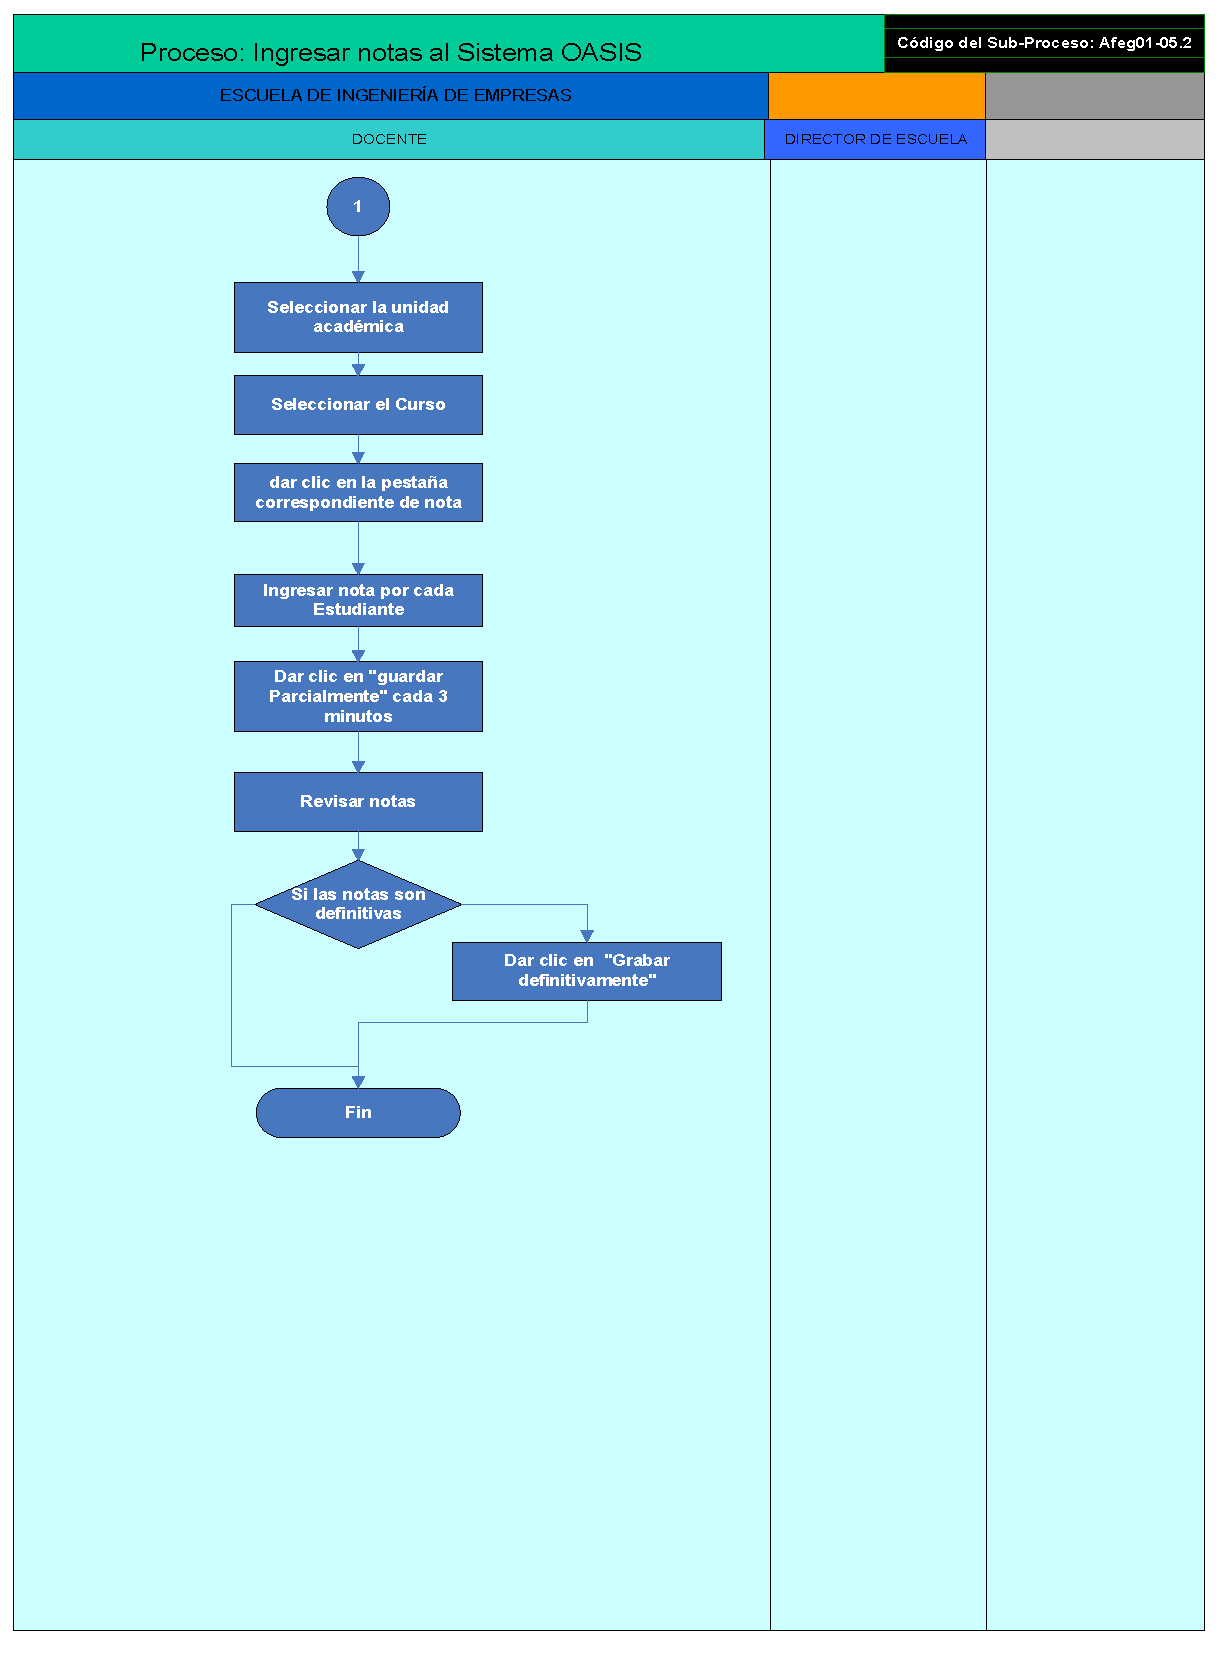 Proceso: Ingresar notas al Sistema OASIS
Código del Sub-Proceso: Afeg01-05.2
ESCUELA DE INGENIERÍA DE EMPRESAS
DOCENTE
DIRECTOR DE ESCUELA
1
Seleccionar la unidad
académica
Seleccionar el Curso
dar clic en la pestaña
correspondiente de nota
Ingresar nota por cada
Estudiante
Dar clic en "guardar
Parcialmente" cada 3
minutos
Revisar notas
Si las notas son
definitivas
Dar clic en  "Grabar
definitivamente"
Fin